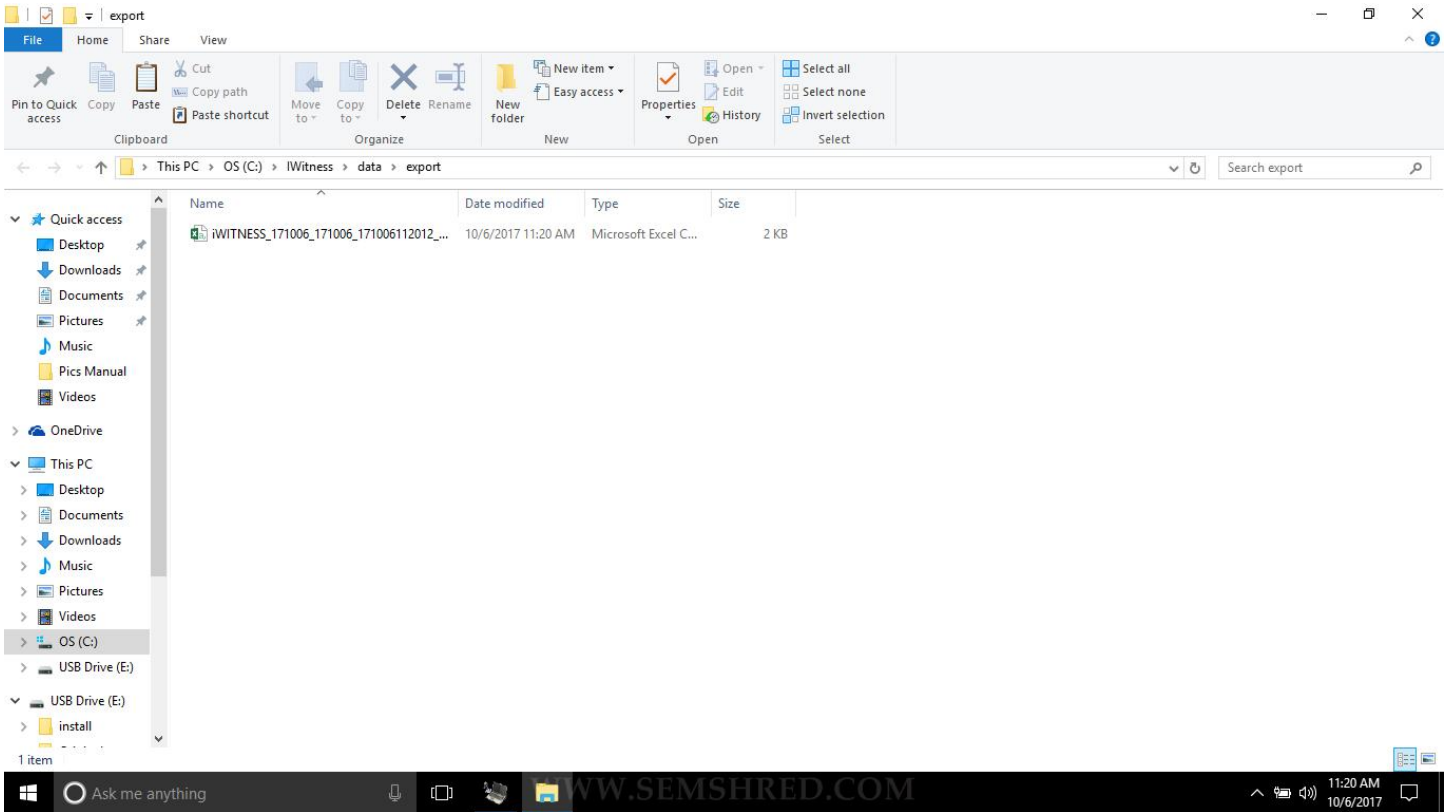 export
File Home Share View
Pin to Quick access
Copy
Paste
Cut
Copy path
Paste shortcut
Clipboard
Move to
Copy to
Delete
Rename
Organize
New folder
New item
Easy access
New
Properties
Open
Edit
History
Open
Select all
Select none
Invert selection
Select
This PC > OS (C:) > IWitness > data > export
Search export
Name Date modified Type Size
iWITNESS_171006_171006_171006112012_... 10/6/2017 11:20 AM Microsoft Excel C... 2 KB
Quick access
Desktop
Downloads
Documents
Pictures
Music
Pics Manual
Videos
OneDrive
This PC
Desktop
Documents
Downloads
Music
Pictures
Videos
OS (C:)
USB Drive (E:)
USB Drive (E:)
install
1 item
Ask me anything
WWW.SEMSHRED.COM
11:20 AM
10/6/2017